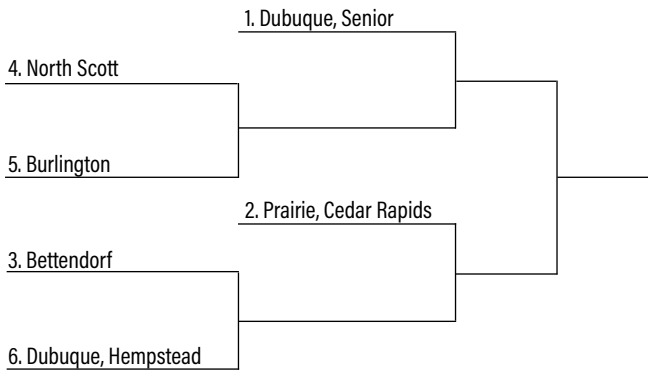 1. Dubuque, Senior
4. North Scott
5. Burlington
2. Prairie, Cedar Rapids
3. Bettendorf
6. Dubuque, Hempstead